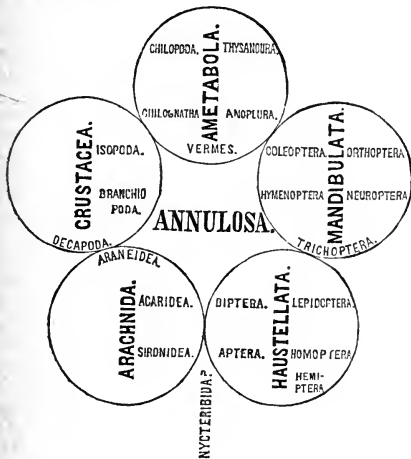 CHILOPODA. THYSANOURA.
AMETABOLA.
CHILOGNATHA ANOPLURA.
VERMES.
CRUSTACEA.
ISOPODA.
BRANCHIO
PODA.
DECAPODA.
COLEOPTERA ORTHOPTERA
MANDIBULATA.
HYMENOPTERA NEUROPTERA
TRICHOPTERA.
ANNULOSA.
ARANEIDEA.
ARACHNIDA.
ACARIDEA.
SIRONIDEA.
DIPTERA. LEPIDOPTERA.
HAUSTELLATA.
APTERA. HOMOPTERA
HEMI-
PTERA
NYCTERIBIDA?